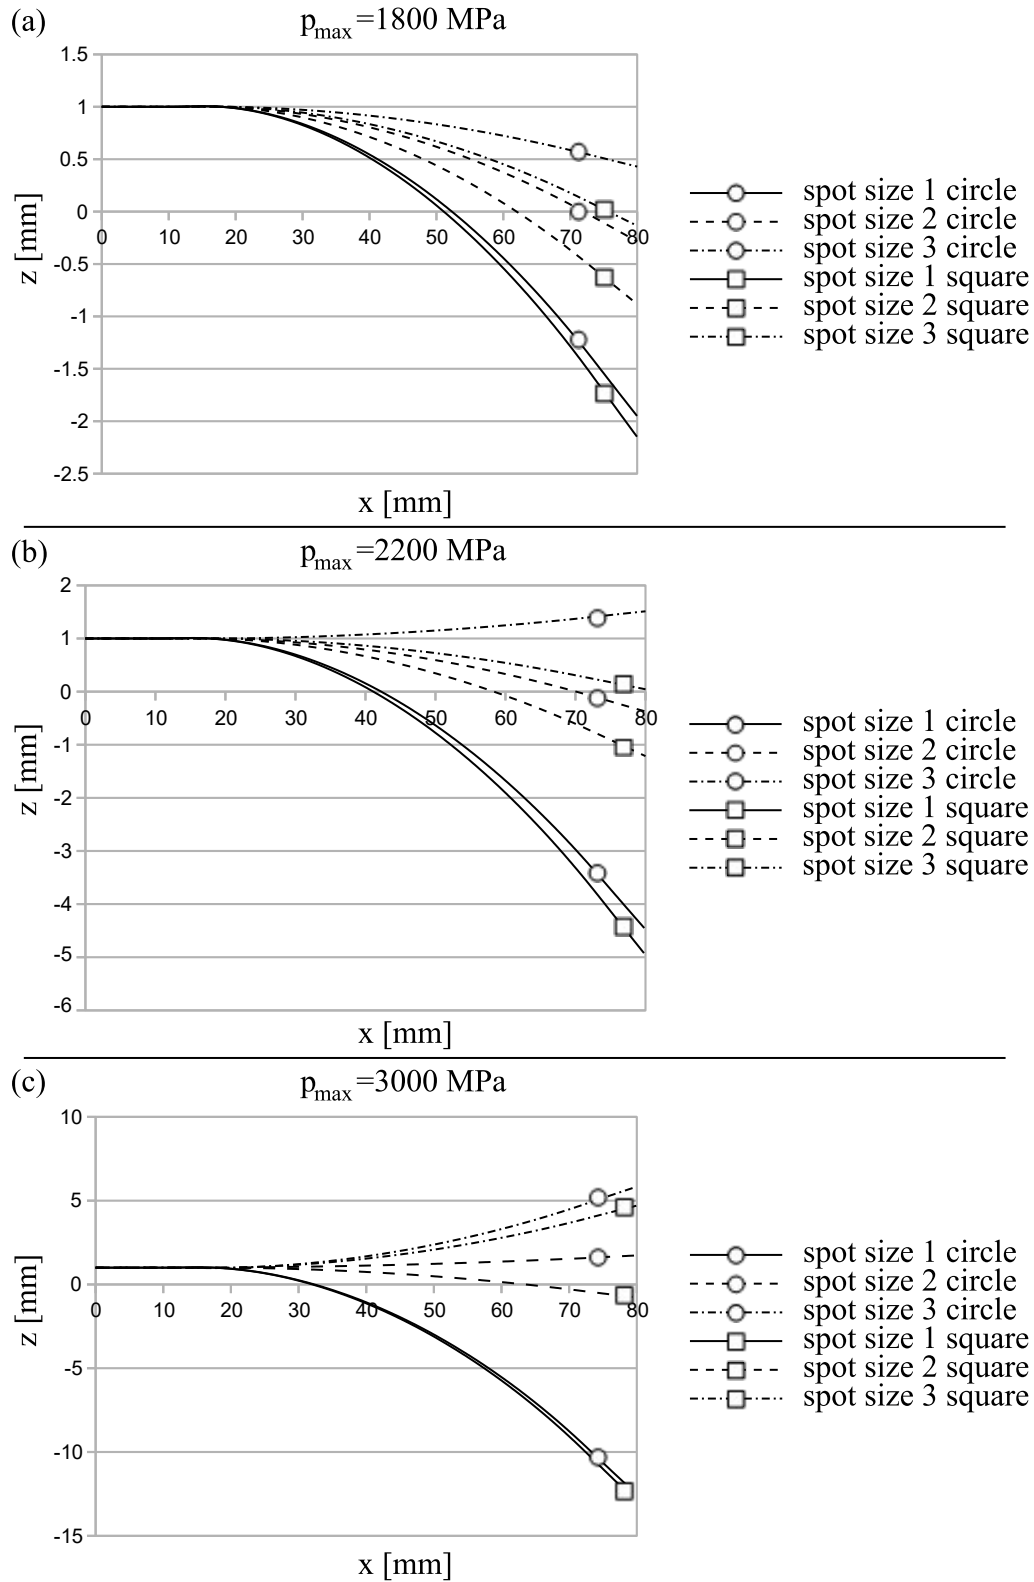 (a) pmax=1800 MPa
1.5
1
0.5
0
-0.5
-1
-1.5
-2
-2.5
0 10 20 30 40 50 60 70 80
z [mm]
x [mm]
spot size 1 circle
spot size 2 circle
spot size 3 circle
spot size 1 square
spot size 2 square
spot size 3 square
(b) pmax=2200 MPa
2
1
0
-1
-2
-3
-4
-5
-6
0 10 20 30 40 50 60 70 80
z [mm]
x [mm]
spot size 1 circle
spot size 2 circle
spot size 3 circle
spot size 1 square
spot size 2 square
spot size 3 square
(c) pmax=3000 MPa
10
5
0
-5
-10
-15
0 10 20 30 40 50 60 70 80
z [mm]
x [mm]
spot size 1 circle
spot size 2 circle
spot size 3 circle
spot size 1 square
spot size 2 square
spot size 3 square